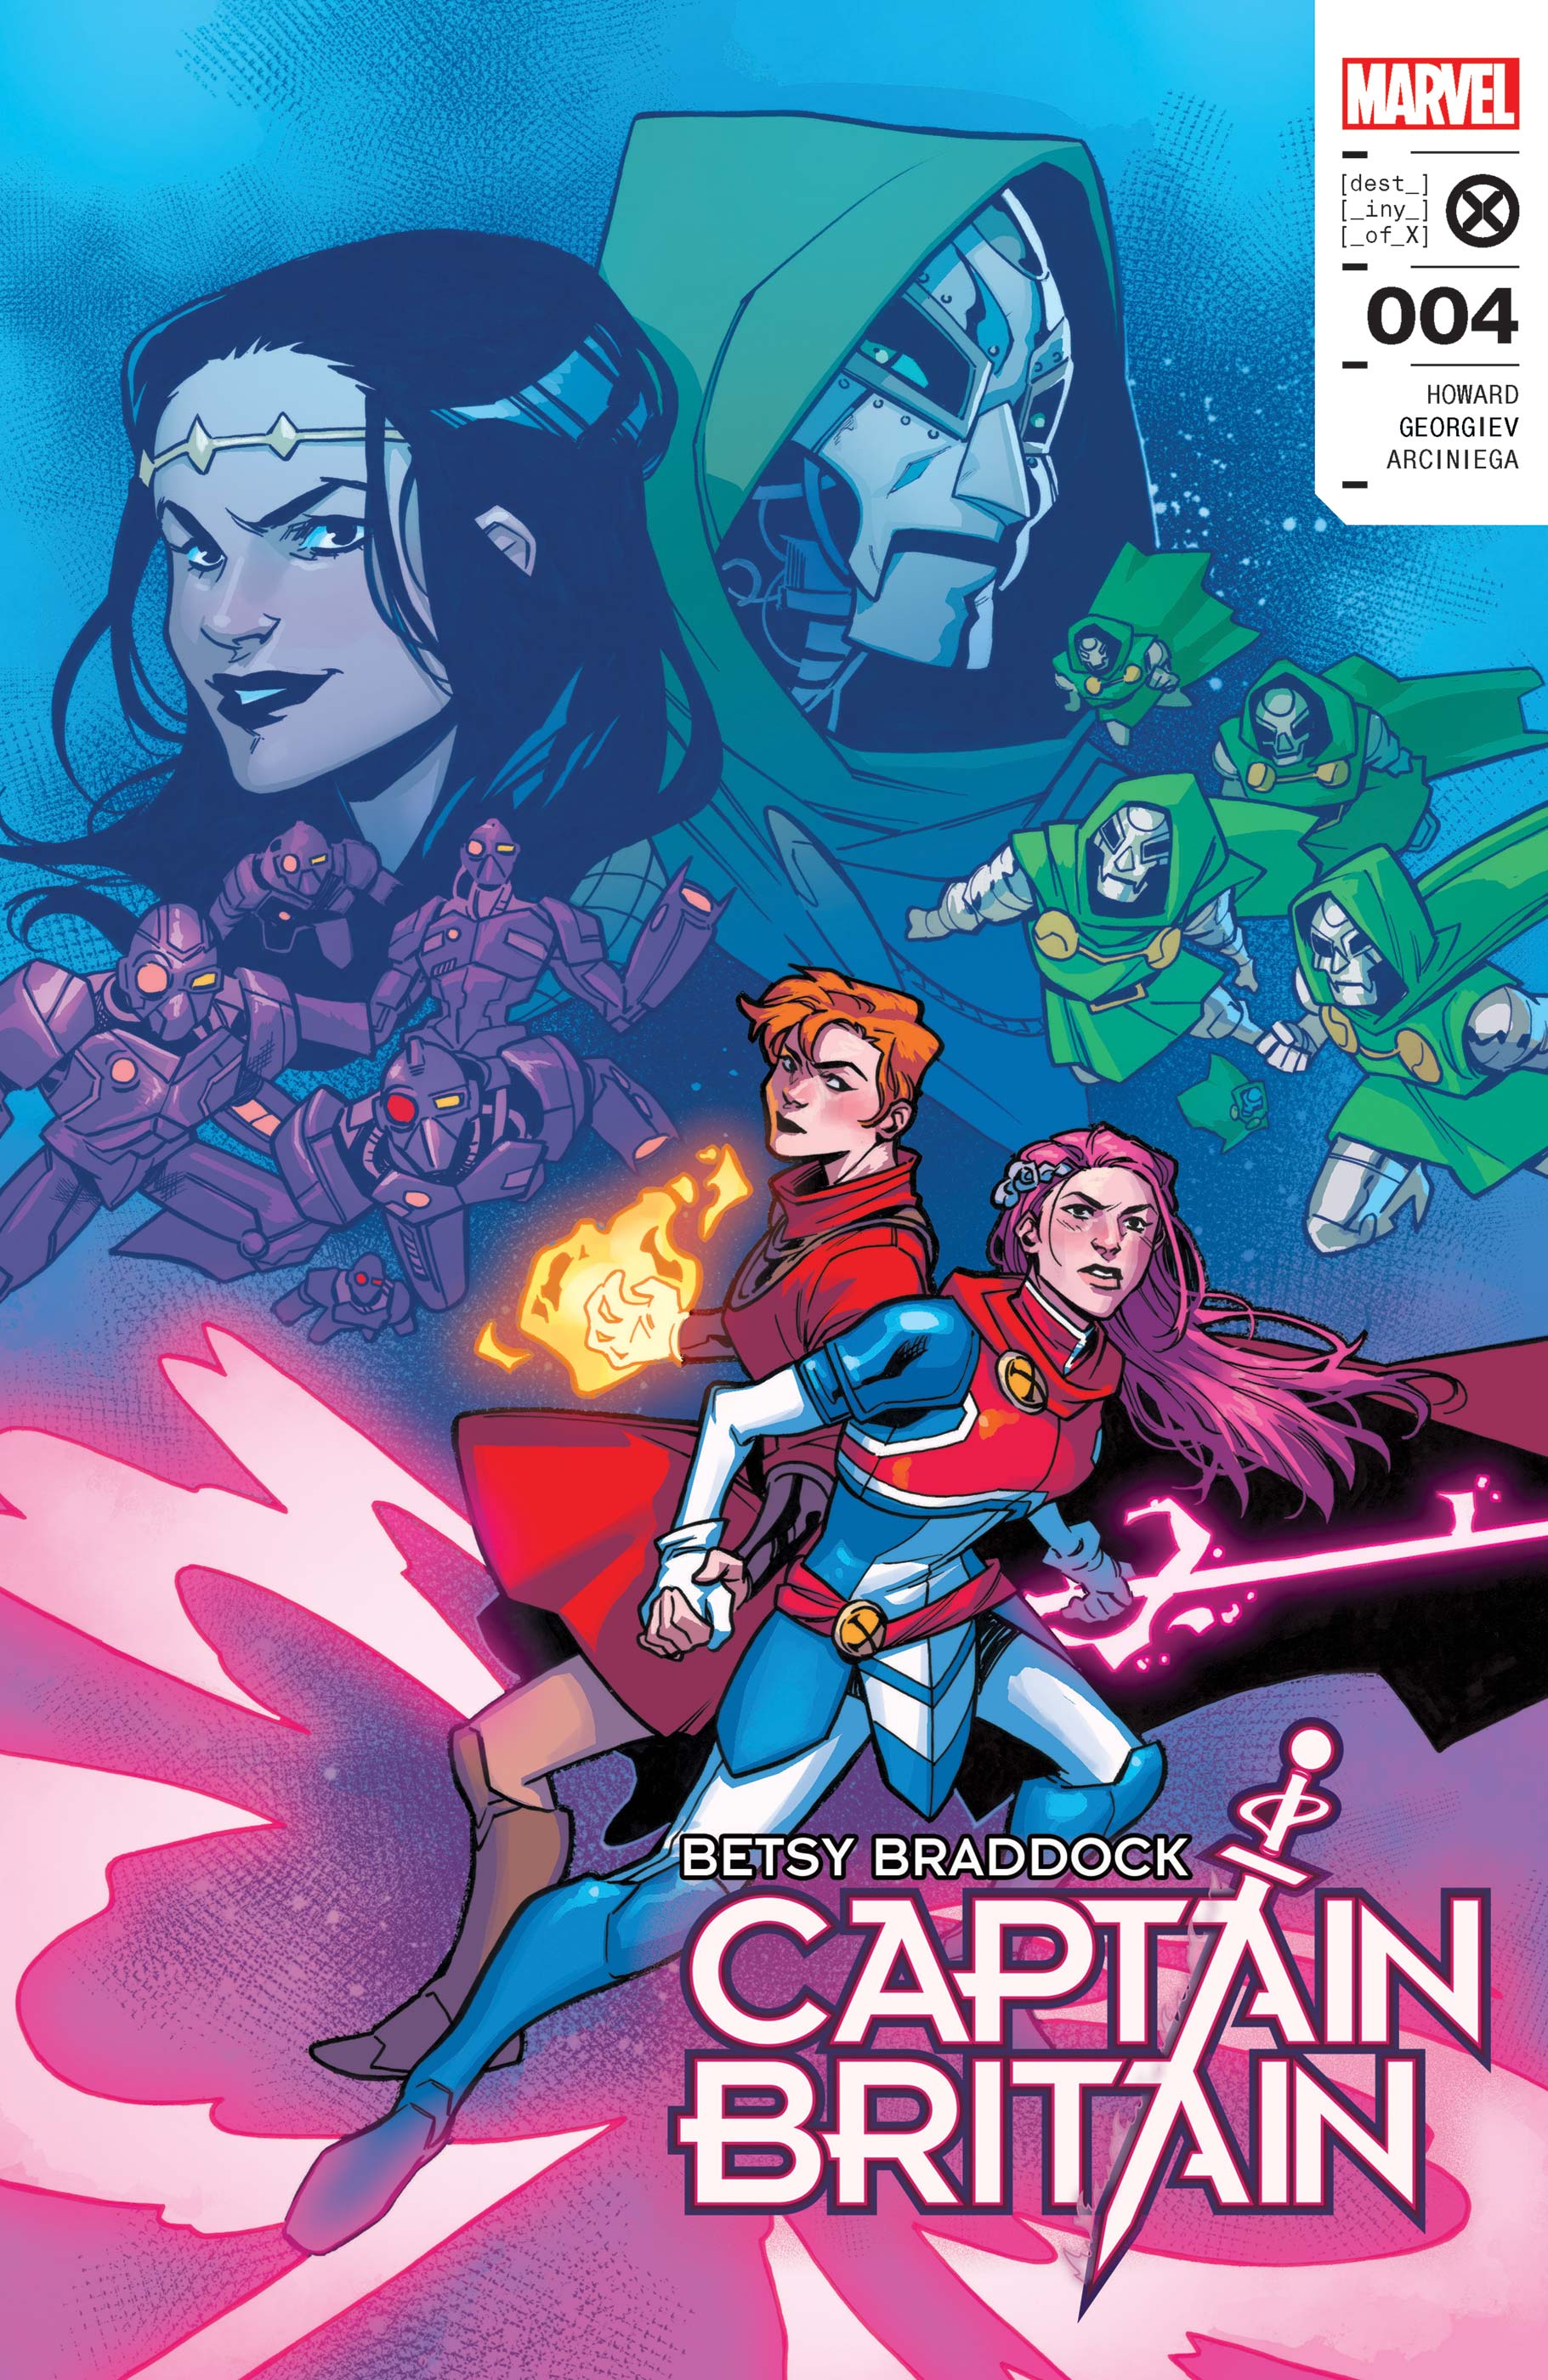 MARVEL
[dest_]
[_iny_]
[_of_X]
004
HOWARD
GEORGIEV
ARCINIEGA
BETSY BRADDOCK
CAPTAIN
BRITAIN